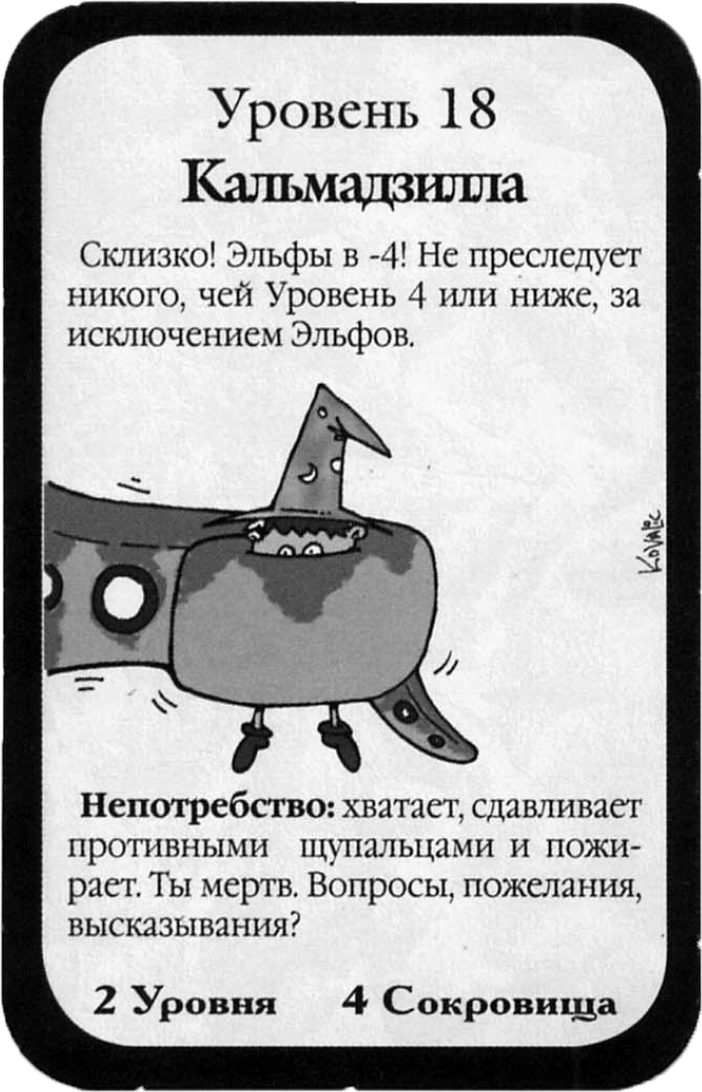 Уровень 18
Кальмадзилла
Склизко! Эльфы в -4! Не преследует
никого, чей Уровень 4 или ниже, за
исключением Эльфов.
Kovalic
Непотребство: хватает, сдавливает
противными щупальцами и пожи-
рает. Ты мертв. Вопросы, пожелания,
высказывания?
2 Уровня 4 Сокровища